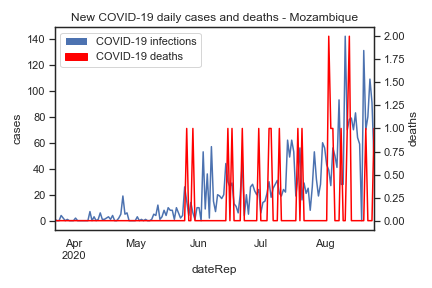 New COVID-19 daily cases and deaths - Mozambique
COVID-19 infections
COVID-19 deaths
140
120
100
80
60
40
20
0
cases
2.00
1.75
1.50
1.25
1.00
0.75
0.50
0.25
0.00
deaths
Apr May Jun Jul Aug
2020
dateRep